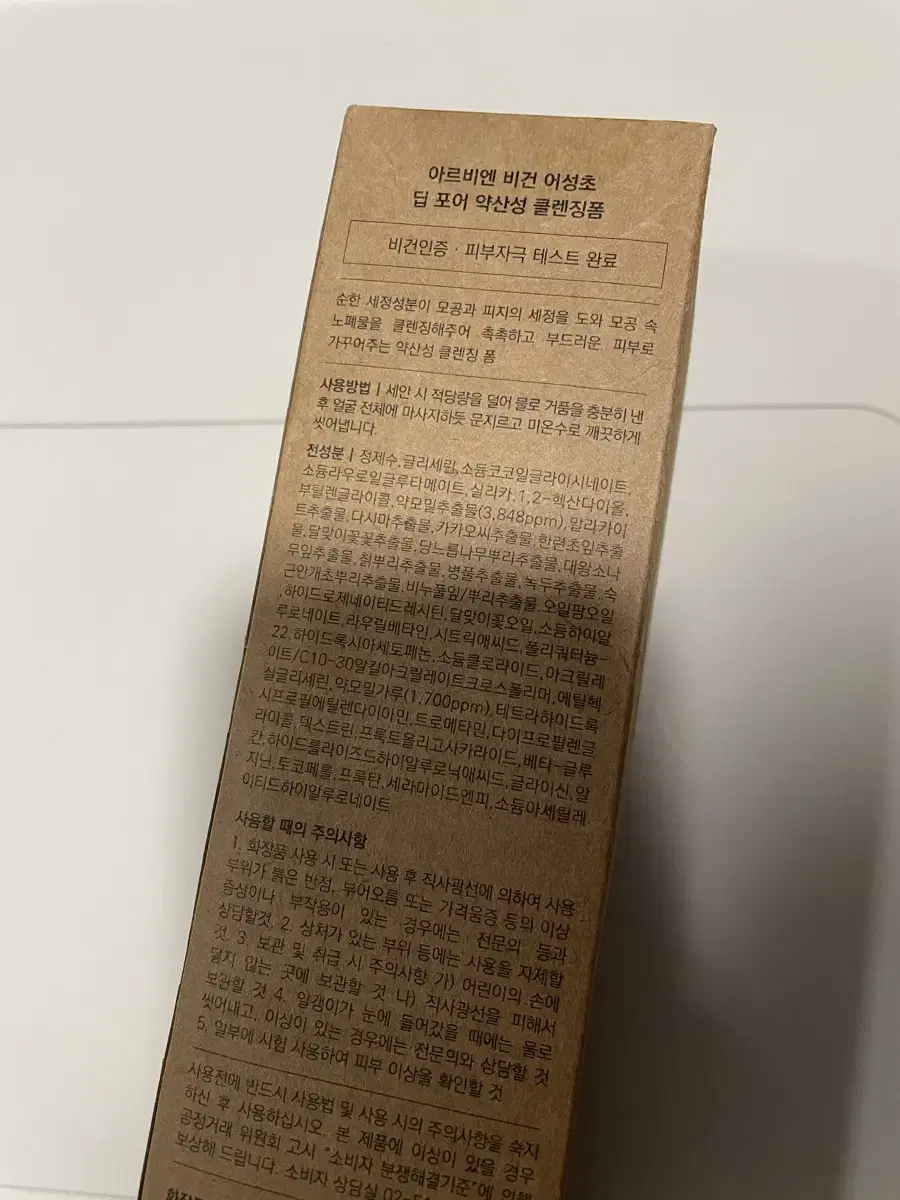 아르비엔 비건 어성초
딥 포어 약산성 클렌징폼
비건인증 · 피부자극 테스트 완료
순한 세정성분이 모공과 피지의 세정을 도와 모공 속
노폐물을 클렌징해주어 촉촉하고 부드러운 피부로
가꾸어주는 약산성 클렌징 폼
사용방법 | 세안 시 적당량을 덜어 물로 거품을 충분히 낸
후 얼굴 전체에 마사지하듯 문지르고 미온수로 깨끗하게
씻어냅니다.
전성분 | 정제수,글리세린,소듐코코일글라이시네이트,
소듐라우로일글루타메이트,실리카,1,2-헥산다이올,
부틸렌글라이콜,약모밀추출물(3,848ppm),말라카이
트추출물,다시마추출물,카카오씨추출물,한련초잎추출
물,달맞이꽃꽃추출물,당느릅나무뿌리추출물,대왕소나
무잎추출물,칡뿌리추출물,병풀추출물,녹두추출물,숙
근안개초뿌리추출물,비누풀잎/뿌리추출물,오일팜오일
,하이드로제네이티드레시틴,달맞이꽃오일,소듐하이알
루로네이트,라우릴베타인,시트릭애씨드,폴리쿼터늄-
22,하이드록시아세토페논,소듐클로라이드,아크릴레
이트/C10-30알킬아크릴레이트크로스폴리머,에틸헥
실글리세린,약모밀가루(1,700ppm),테트라하이드록
시프로필에틸렌다이아민,트로메타민,다이프로필렌글
라이콜,덱스트린,프룩토올리고사카라이드,베타-글루
칸,하이드롤라이즈드하이알루로닉애씨드,글라이신,알
지닌,토코페롤,프룩탄,세라마이드엔피,소듐아세틸레
이티드하이알루로네이트
사용할 때의 주의사항
1. 화장품 사용 시 또는 사용 후 직사광선에 의하여 사용
부위가 붉은 반점, 부어오름 또는 가려움증 등의 이상
증상이나 부작용이 있는 경우에는 전문의 등과
상담할것. 2. 상처가 있는 부위 등에는 사용을 자제할
것. 3. 보관 및 취급 시 주의사항 가) 어린이의 손에
닿지 않는 곳에 보관할 것 나) 직사광선을 피해서
보관할 것 4. 알갱이가 눈에 들어갔을 때에는 물로
씻어내고, 이상이 있는 경우에는 전문의와 상담할 것
5. 일부에 시험 사용하여 피부 이상을 확인할 것
사용전에 반드시 사용법 및 사용 시의 주의사항을 숙지
하신 후 사용하십시오. 본 제품에 이상이 있을 경우
공정거래 위원회 고시 "소비자 분쟁해결기준"에 의해
보상해 드립니다. 소비자 상담실 02-